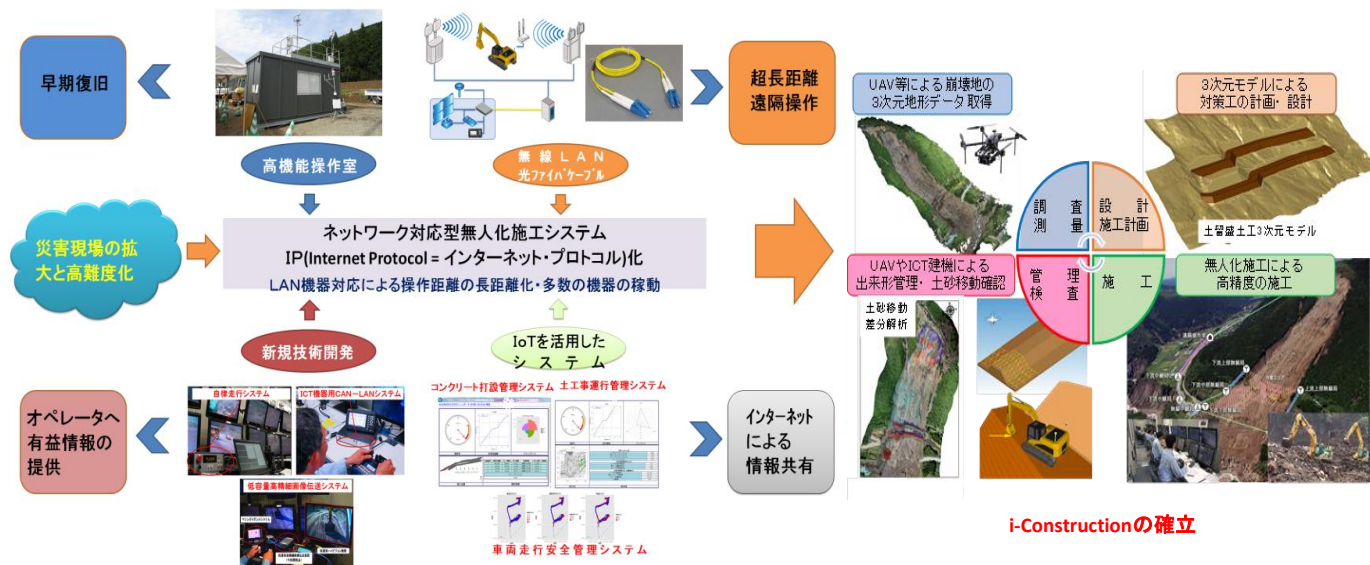 早期復旧
超長距離
遠隔操作
高機能操作室
無線LAN
光ファイバケーブル
災害現場の拡
大と高難度化
ネットワーク対応型無人化施工システム
IP(Internet Protocol = インターネット・プロトコル)化
LAN機器対応による操作距離の長距離化・多数の機器の稼動
新規技術開発
IoTを活用した
システム
オペレータへ
有益情報の
提供
自律走行システム
ICT機器用CAN-LANシステム
低容量高精細画像伝送システム
コンクリート打設管理システム
土工事運行管理システム
車両走行安全管理システム
インターネット
による
情報共有
UAV等による崩壊地の
3次元地形データ取得
3次元モデルによる
対策工の計画・設計
土留盛土工3次元モデル
調査
測量
設計
施工計画
管理
検査
施工
UAVやICT建機による
出来形管理・土砂移動確認
土砂移動
差分解析
無人化施工による
高精度の施工
i-Constructionの確立